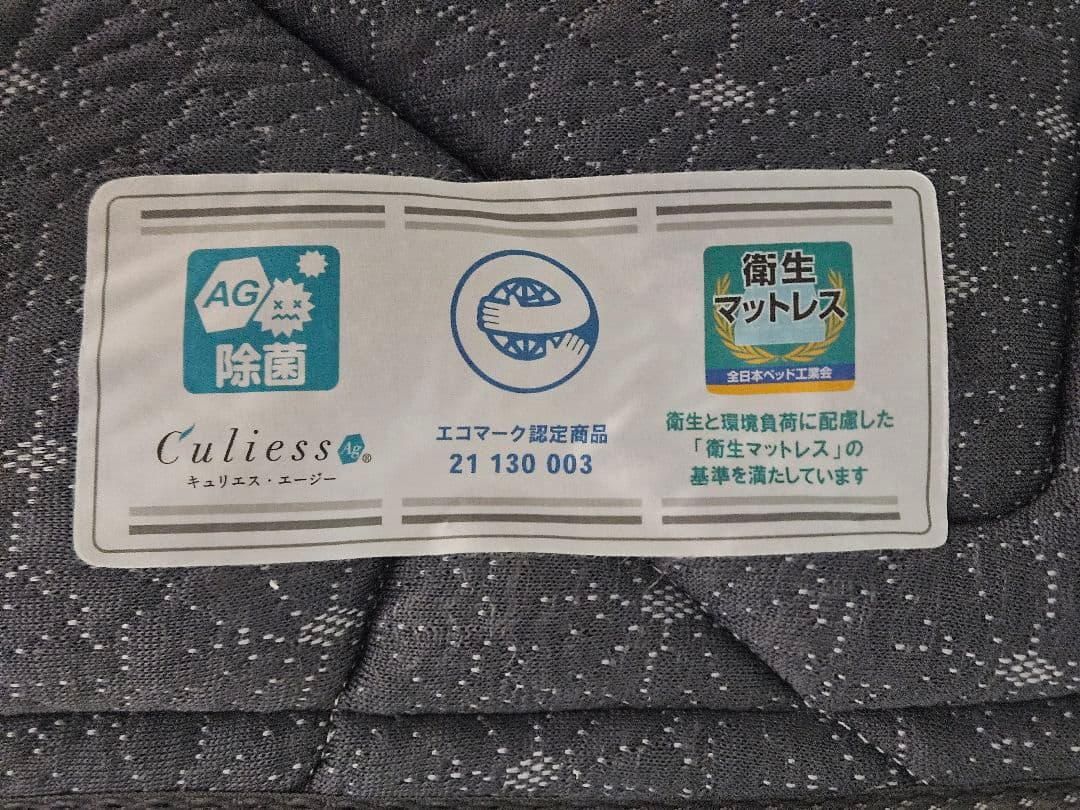 AG
除菌
Culiess Ag®
キュリエス・エージー
エコマーク認定商品
21 130 003
衛生
マットレス
全日本ベッド工業会
衛生と環境負荷に配慮した
「衛生マットレス」の
基準を満たしています